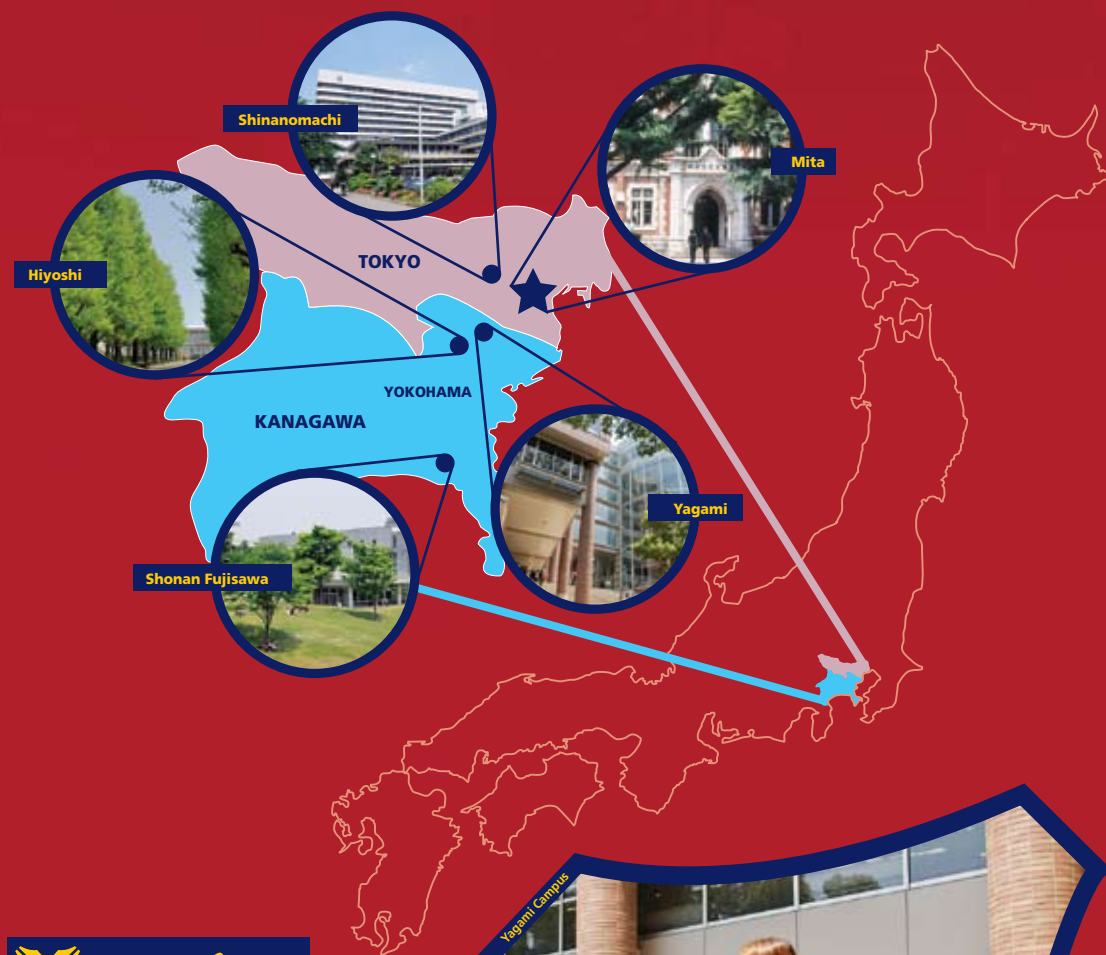 Shinanomachi
Mita
TOKYO
Hiyoshi
YOKOHAMA
KANAGAWA
Yagami
Shonan Fujisawa
Yagami Campus